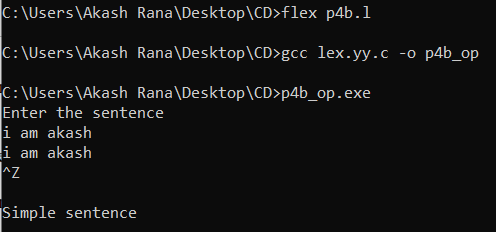 C:\Users\Akash Rana\Desktop\CD>flex p4b.l
C:\Users\Akash Rana\Desktop\CD>gcc lex.yy.c -o p4b_op
C:\Users\Akash Rana\Desktop\CD>p4b_op.exe
Enter the sentence
i am akash
i am akash
^Z
Simple sentence